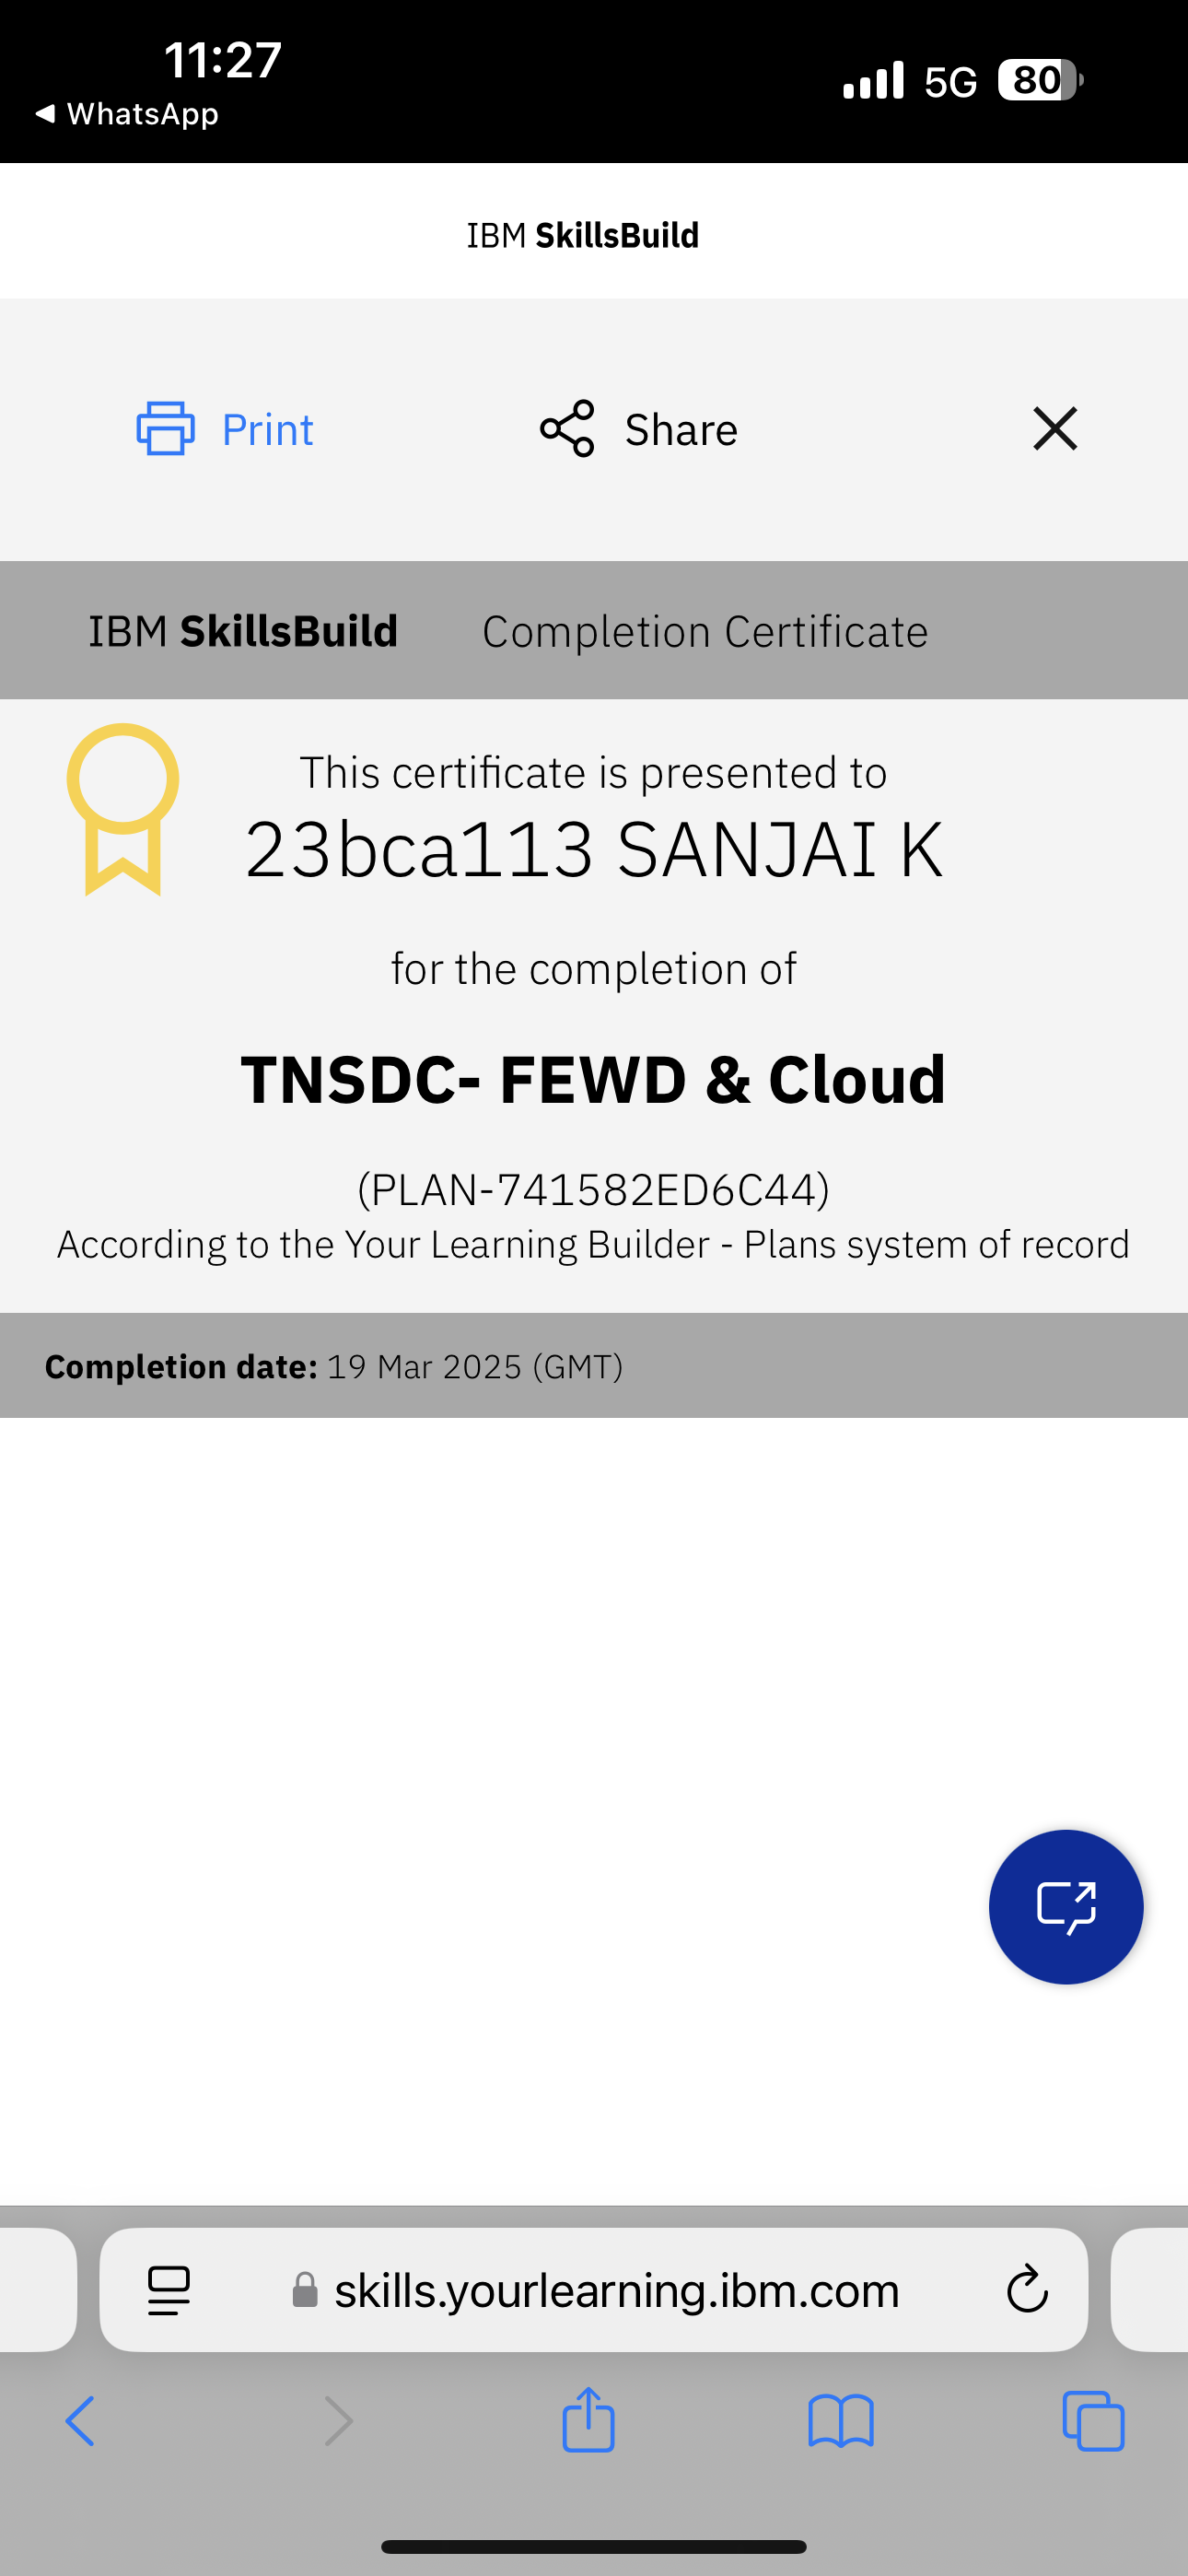 11:27
5G
80
WhatsApp
IBM SkillsBuild
Print
Share
IBM SkillsBuild Completion Certificate
This certificate is presented to
23bca113 SANJAI K
for the completion of
TNSDC- FEWD & Cloud
(PLAN-741582ED6C44)
According to the Your Learning Builder - Plans system of record
Completion date: 19 Mar 2025 (GMT)
skills.yourlearning.ibm.com